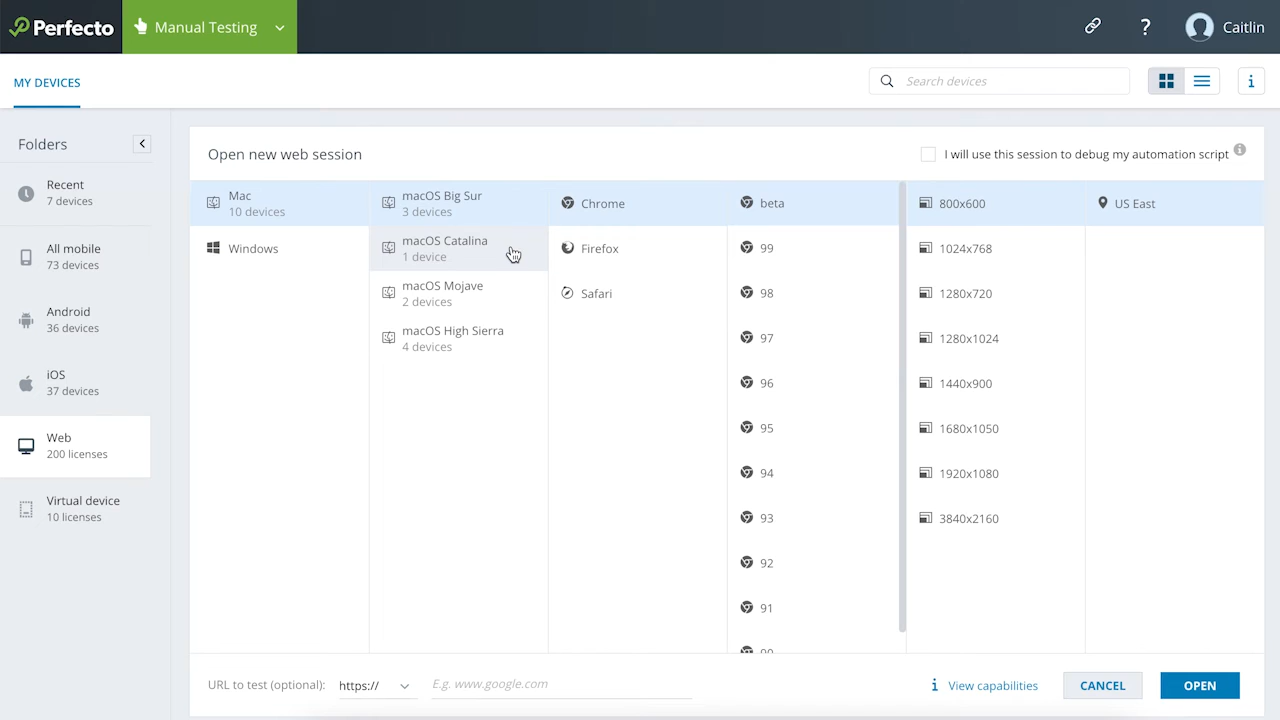 Perfecto
Manual Testing
?
Caitlin
MY DEVICES
Search devices
i
Folders
Recent
7 devices
All mobile
73 devices
Android
36 devices
iOS
37 devices
Web
200 licenses
Virtual device
10 licenses
Open new web session
I will use this session to debug my automation script
Mac
10 devices
Windows
macOS Big Sur
3 devices
macOS Catalina
1 device
macOS Mojave
2 devices
macOS High Sierra
4 devices
Chrome
Firefox
Safari
beta
99
98
97
96
95
94
93
92
91
90
800x600
1024x768
1280x720
1280x1024
1440x900
1680x1050
1920x1080
3840x2160
US East
URL to test (optional):
https://
E.g. www.google.com
i View capabilities
CANCEL
OPEN